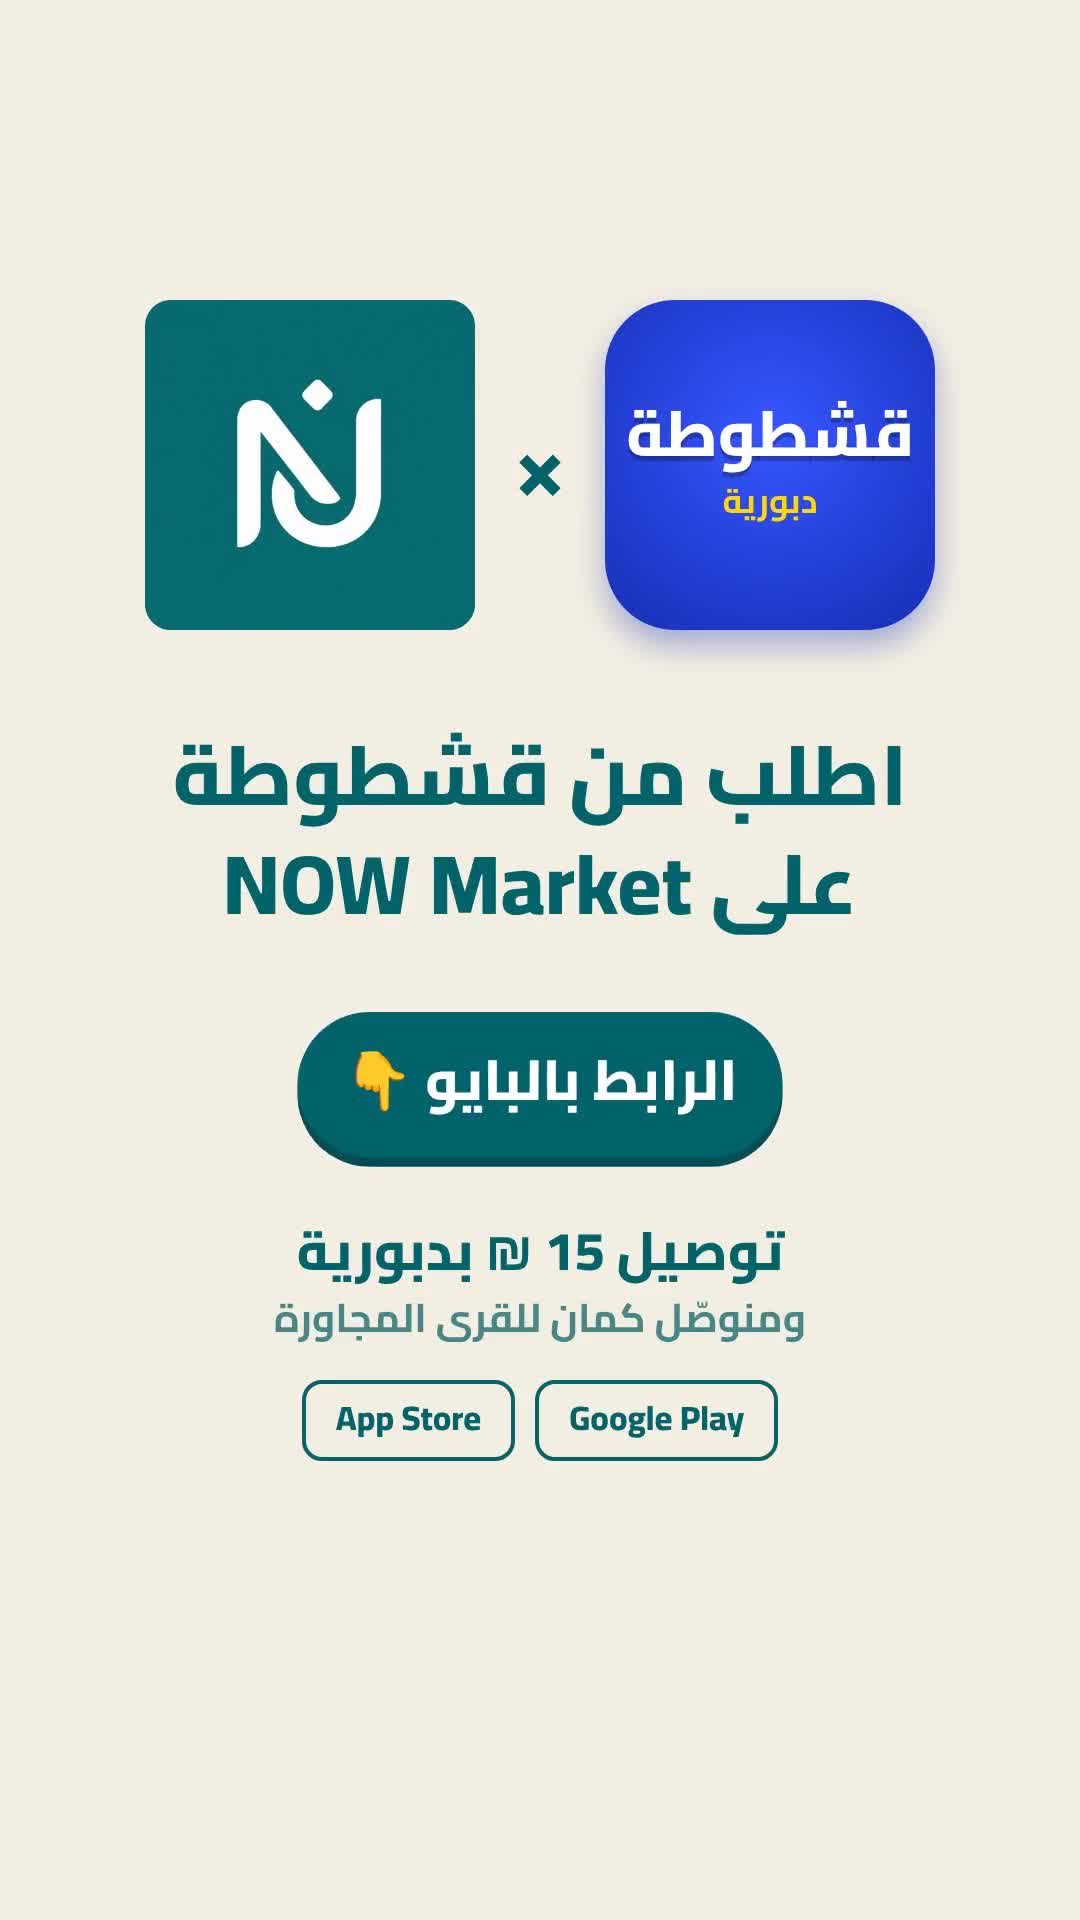 قشطوطة
دبورية
×
اطلب من قشطوطة
على NOW Market
الرابط بالبايو 👇
توصيل 15 ₪ بدبورية
ومنوصّل كمان للقرى المجاورة
App Store
Google Play